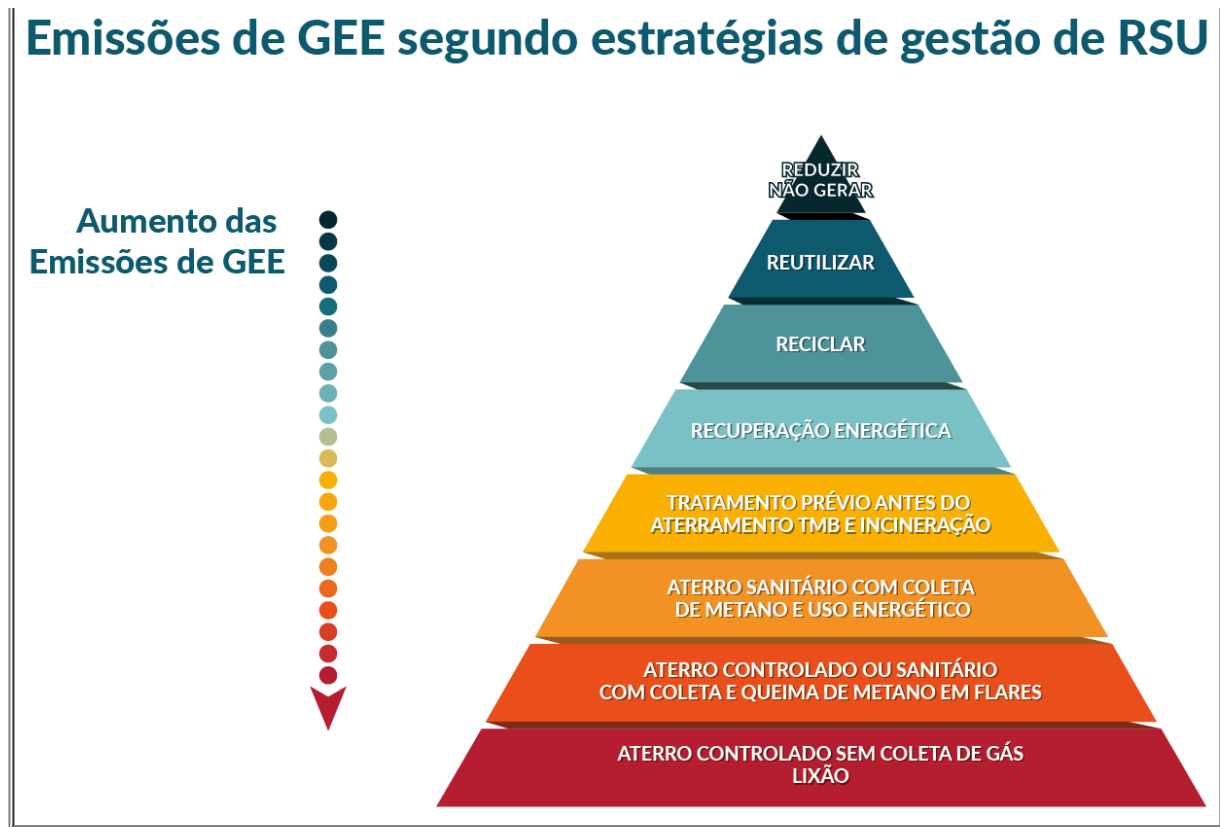 Emissões de GEE segundo estratégias de gestão de RSU
Aumento das
Emissões de GEE
REDUZIR
NÃO GERAR
REUTILIZAR
RECICLAR
RECUPERAÇÃO ENERGÉTICA
TRATAMENTO PRÉVIO ANTES DO
ATERRAMENTO TMB E INCINERAÇÃO
ATERRO SANITÁRIO COM COLETA
DE METANO E USO ENERGÉTICO
ATERRO CONTROLADO OU SANITÁRIO
COM COLETA E QUEIMA DE METANO EM FLARES
ATERRO CONTROLADO SEM COLETA DE GÁS
LIXÃO